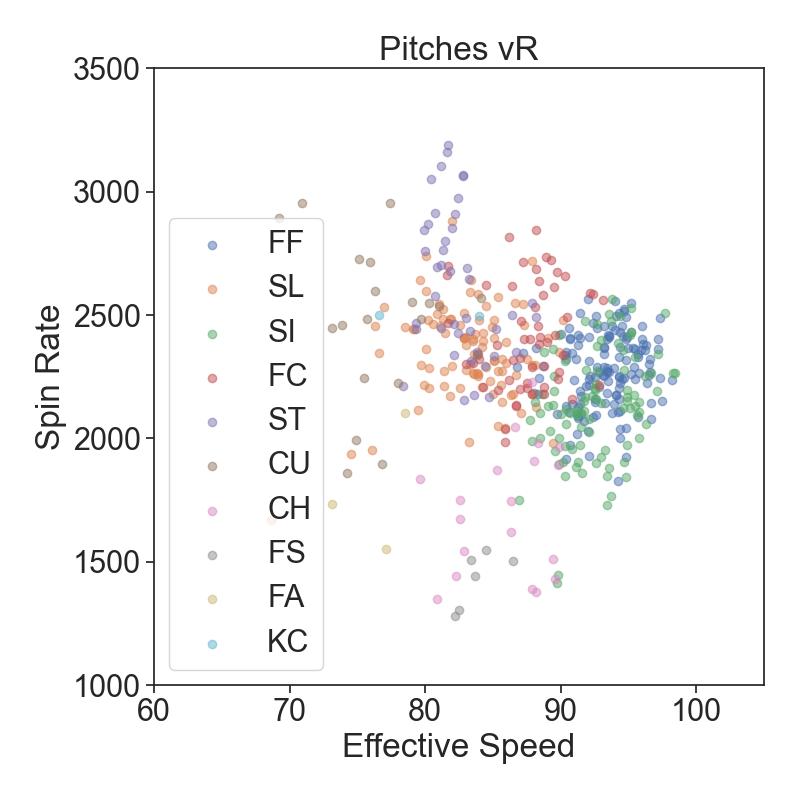 Pitches vR
3500
3000
2500
2000
1500
1000
Spin Rate
FF
SL
SI
FC
ST
CU
CH
FS
FA
KC
60 70 80 90 100
Effective Speed